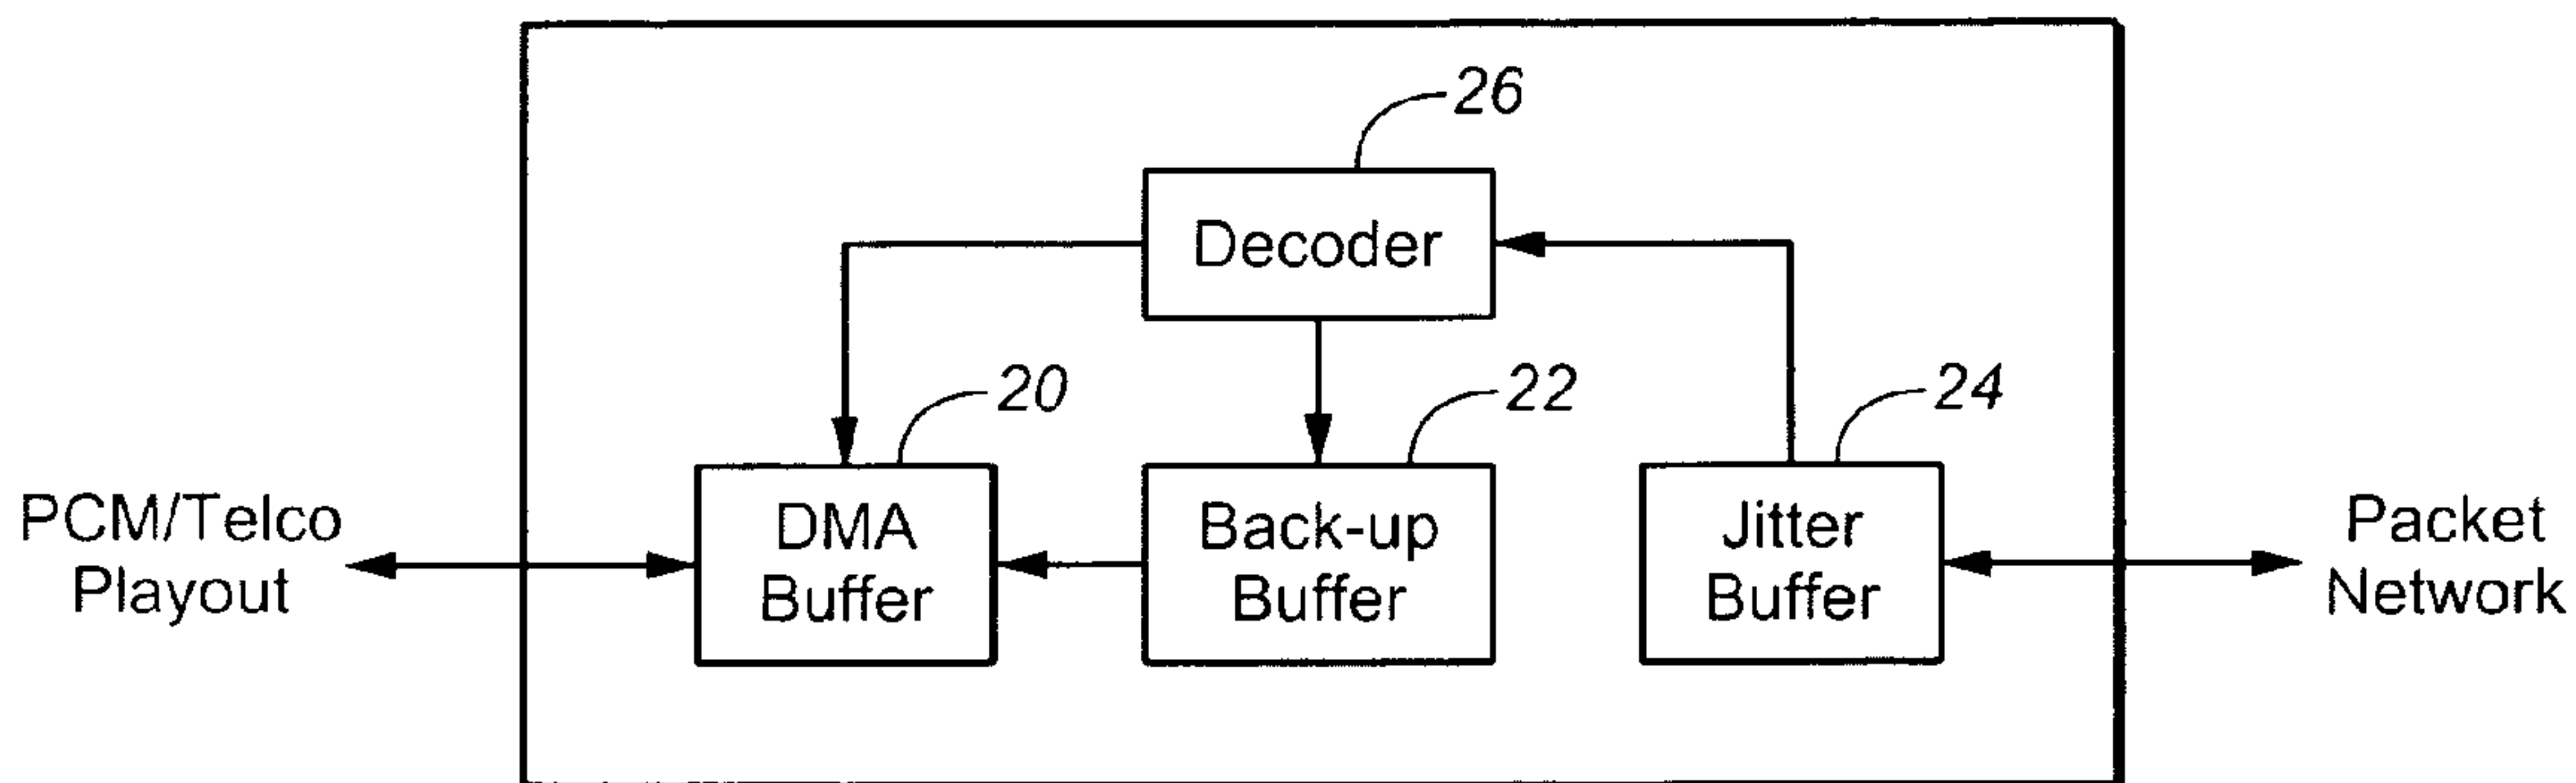 26
Decoder
20
22
24
PCM/Telco
Playout
DMA
Buffer
Back-up
Buffer
Jitter
Buffer
Packet
Network